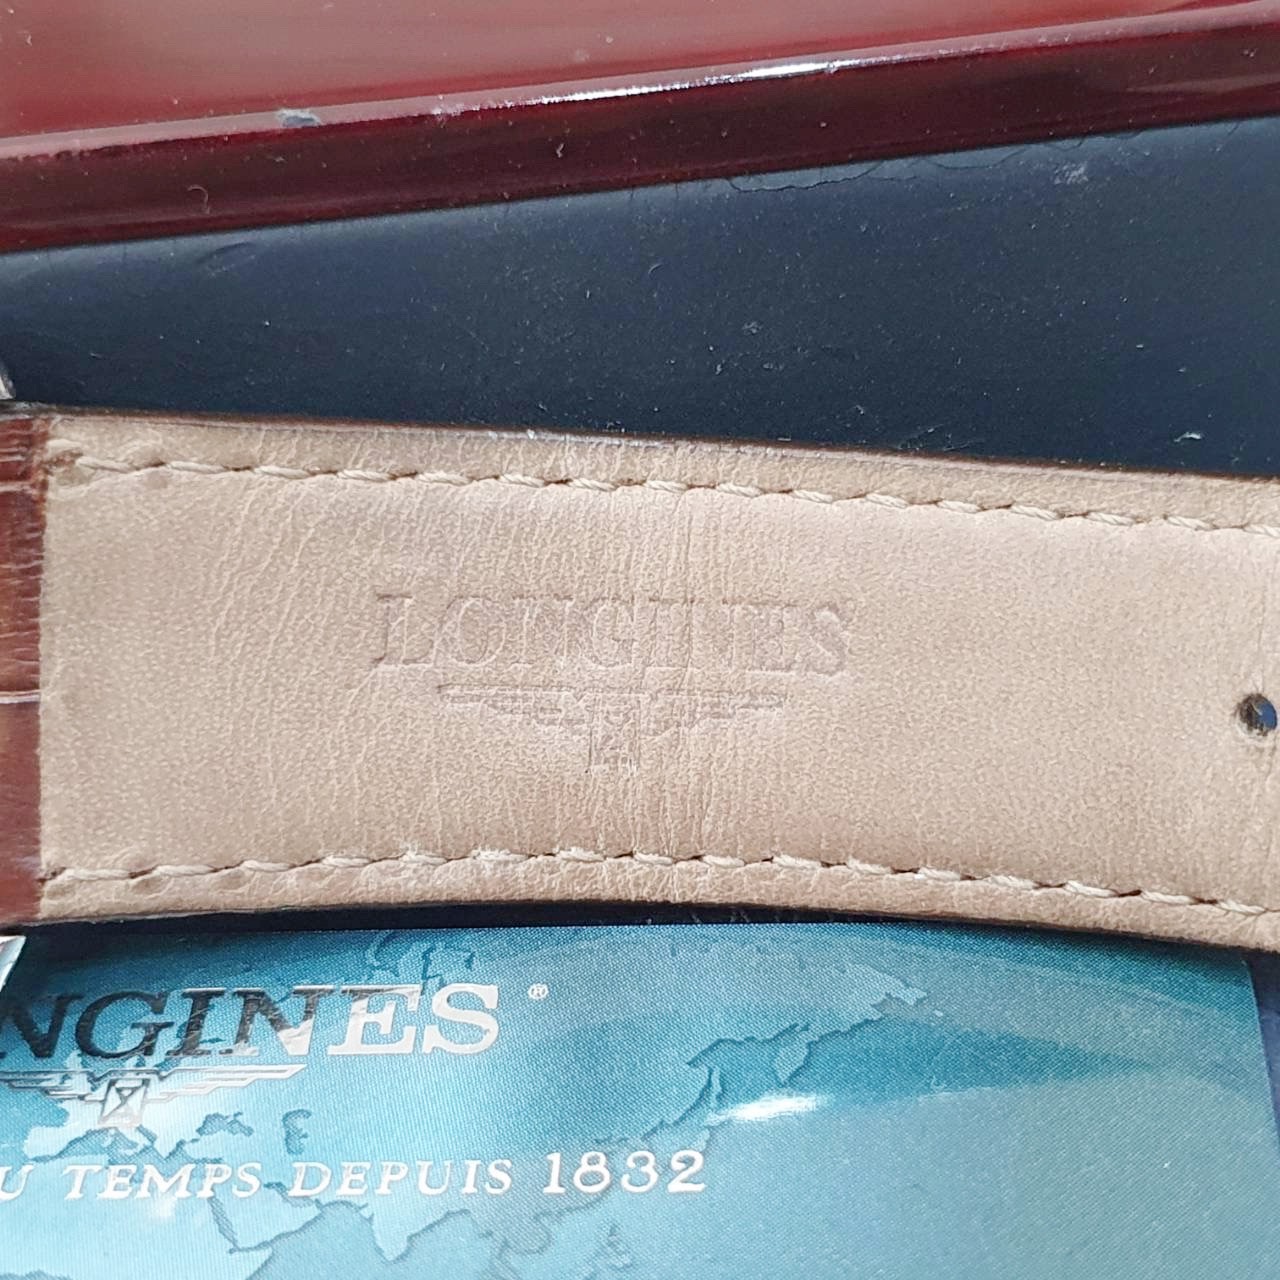 LONGINES
NGINES®
U TEMPS DEPUIS 1832